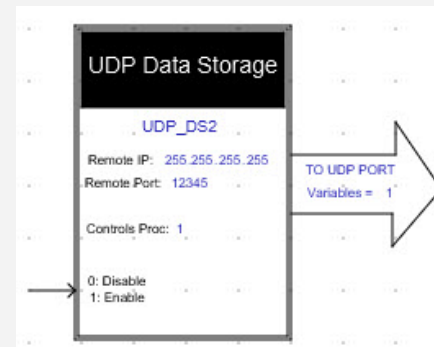 UDP Data Storage
UDP_DS2
Remote IP: 255.255.255.255
Remote Port: 12345
TO UDP PORT
Variables = 1
Controls Proc: 1
0: Disable
1: Enable